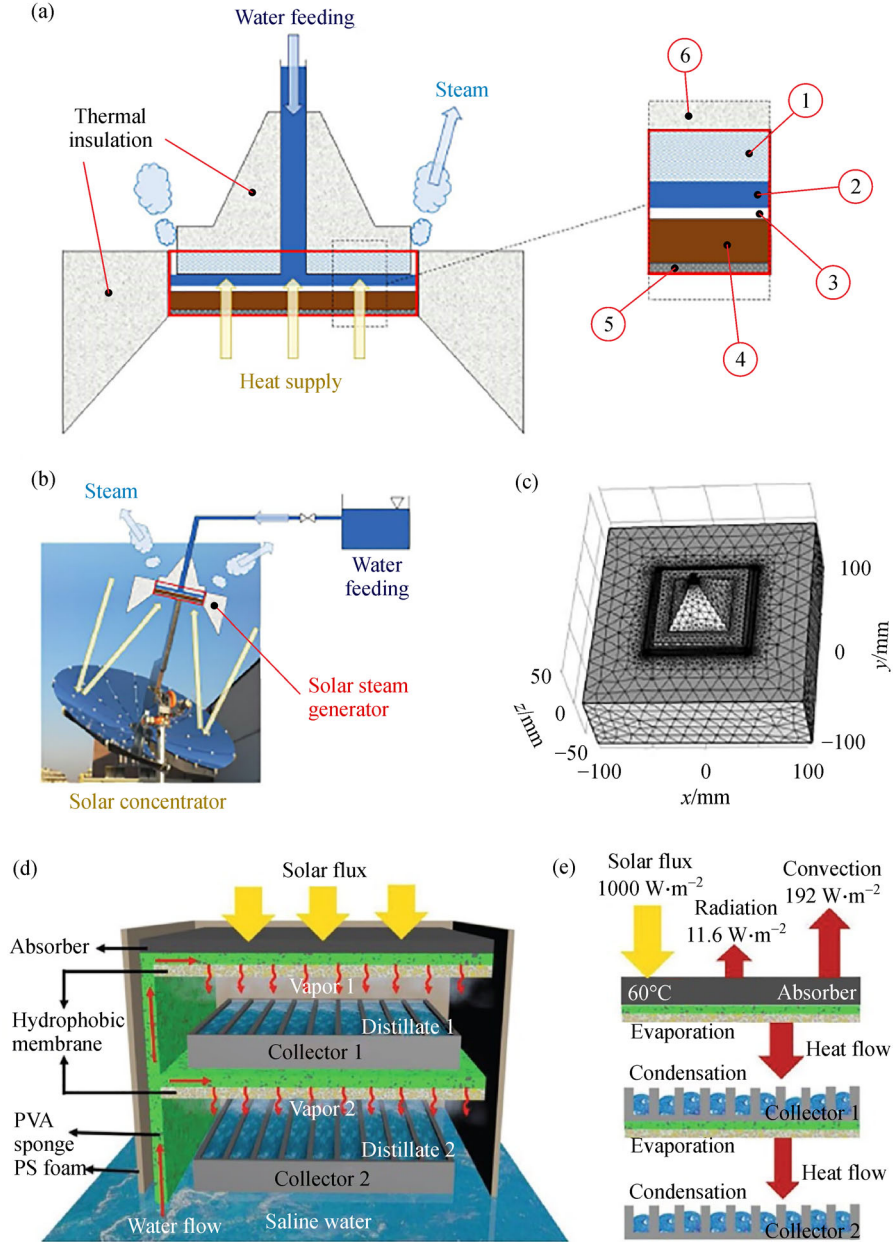 (a)
Water feeding
Steam
Thermal
insulation
Heat supply
6
1
2
3
4
5
(b)
Steam
Water
feeding
Solar steam
generator
Solar concentrator
(c)
100
0
y/mm
−100
50
0
−50
z/mm
−100
0
100
x/mm
(d)
Solar flux
Absorber
Vapor 1
Hydrophobic
membrane
Distillate 1
Collector 1
Vapor 2
PVA
sponge
PS foam
Distillate 2
Collector 2
Water flow
Saline water
(e)
Solar flux
1000 W·m⁻²
Radiation
11.6 W·m⁻²
Convection
192 W·m⁻²
60°C
Absorber
Evaporation
Heat flow
Condensation
Collector 1
Evaporation
Heat flow
Condensation
Collector 2